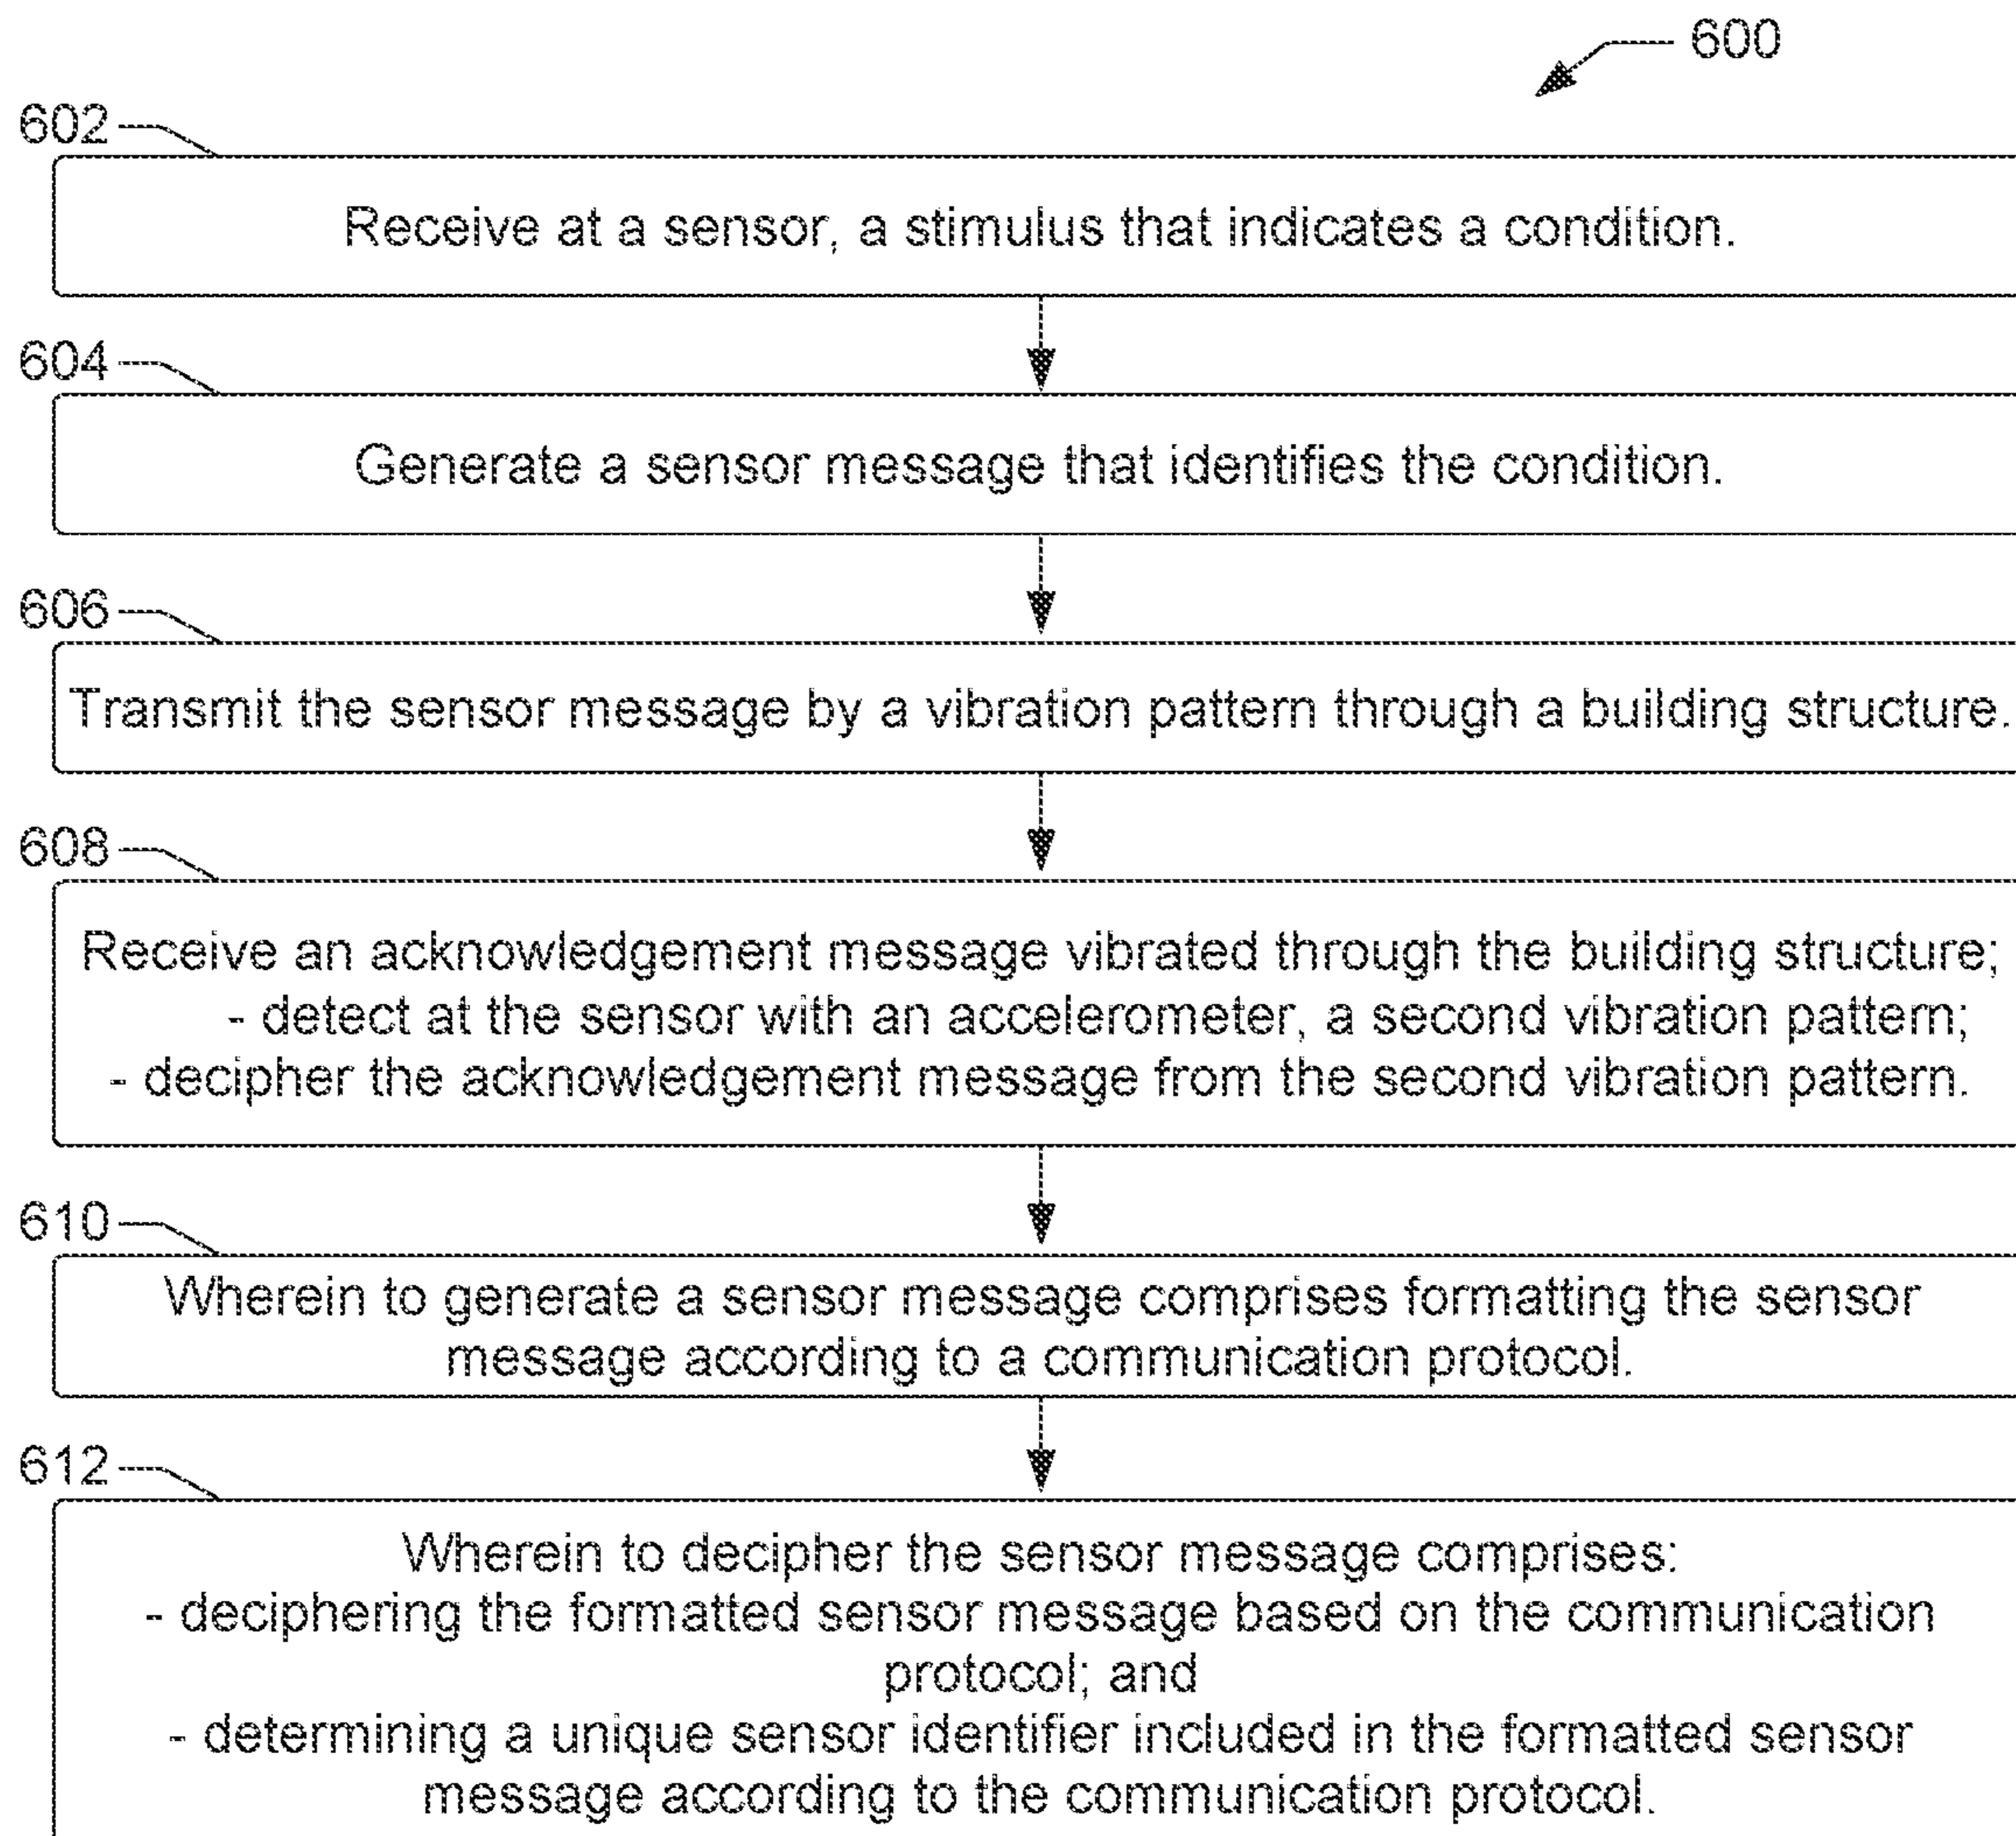 600
602
Receive at a sensor, a stimulus that indicates a condition.
604
Generate a sensor message that identifies the condition.
606
Transmit the sensor message by a vibration pattern through a building structure.
608
Receive an acknowledgement message vibrated through the building structure;
- detect at the sensor with an accelerometer, a second vibration pattern;
- decipher the acknowledgement message from the second vibration pattern.
610
Wherein to generate a sensor message comprises formatting the sensor
message according to a communication protocol.
612
Wherein to decipher the sensor message comprises:
- deciphering the formatted sensor message based on the communication
protocol; and
- determining a unique sensor identifier included in the formatted sensor
message according to the communication protocol.